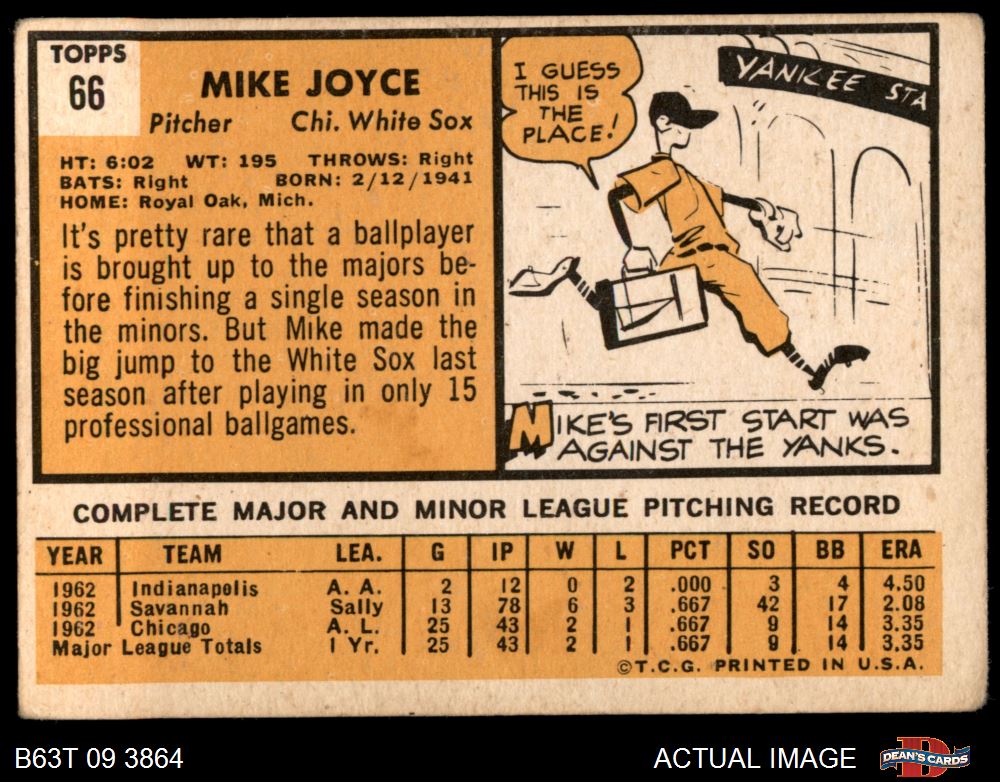 TOPPS
66
MIKE JOYCE
Pitcher Chi. White Sox
HT: 6:02 WT: 195 THROWS: Right
BATS: Right BORN: 2/12/1941
HOME: Royal Oak, Mich.
It's pretty rare that a ballplayer
is brought up to the majors be-
fore finishing a single season in
the minors. But Mike made the
big jump to the White Sox last
season after playing in only 15
professional ballgames.
I GUESS
THIS IS
THE
PLACE!
YANKEE STA
MIKE'S FIRST START WAS
AGAINST THE YANKS.
COMPLETE MAJOR AND MINOR LEAGUE PITCHING RECORD
YEAR TEAM LEA. G IP W L PCT SO BB ERA
1962 Indianapolis A. A. 2 12 0 2 .000 3 4 4.50
1962 Savannah Sally 13 78 6 3 .667 42 17 2.08
1962 Chicago A. L. 25 43 2 1 .667 9 14 3.35
Major League Totals 1 Yr. 25 43 2 1 .667 9 14 3.35
©T.C.G. PRINTED IN U.S.A.
B63T 09 3864 ACTUAL IMAGE DEAN'S CARDS